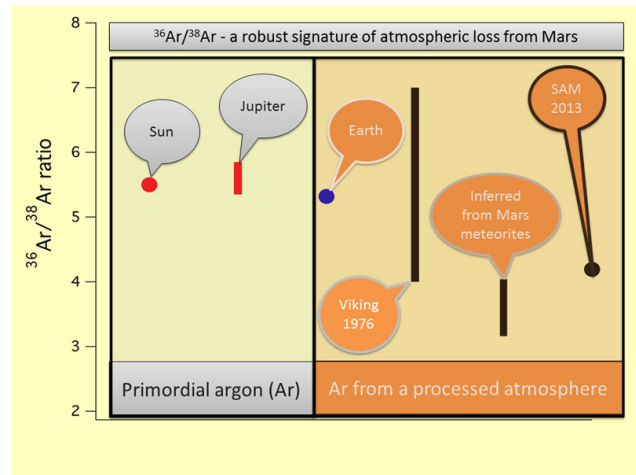 ³⁶Ar/³⁸Ar - a robust signature of atmospheric loss from Mars
³⁶Ar/³⁸Ar ratio
8
7
6
5
4
3
2
Sun
Jupiter
Earth
Viking
1976
Inferred
from Mars
meteorites
SAM
2013
Primordial argon (Ar)
Ar from a processed atmosphere